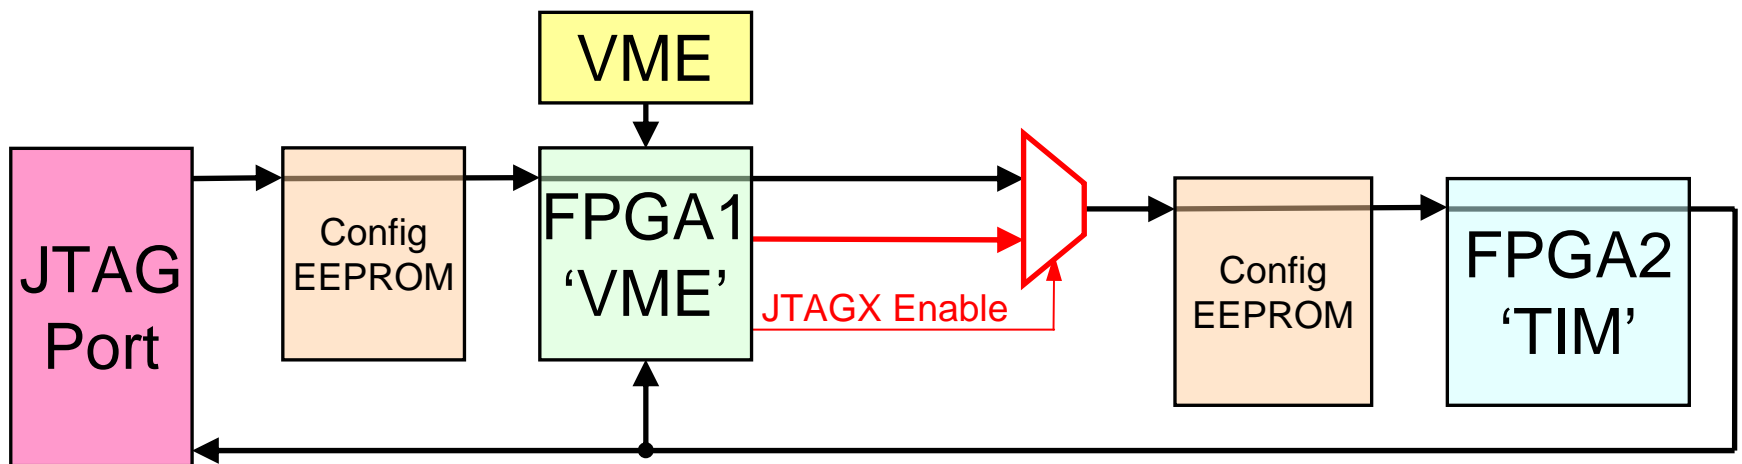 VME
JTAG
Port
Config
EEPROM
FPGA1
‘VME’
JTAGX Enable
Config
EEPROM
FPGA2
‘TIM’